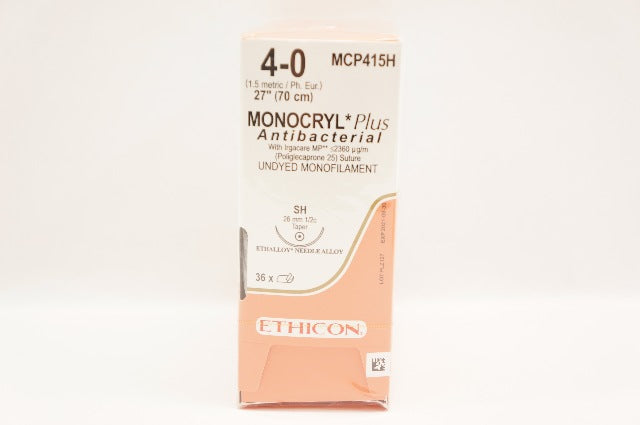 4-0
MCP415H
(1.5 metric / Ph. Eur.)
27" (70 cm)
MONOCRYL* Plus
Antibacterial
With Irgacare MP** ≤2360 µg/m
(Poliglecaprone 25) Suture
UNDYED MONOFILAMENT
SH
26 mm 1/2c
Taper
ETHALLOY* NEEDLE ALLOY
36 x
ETHICON